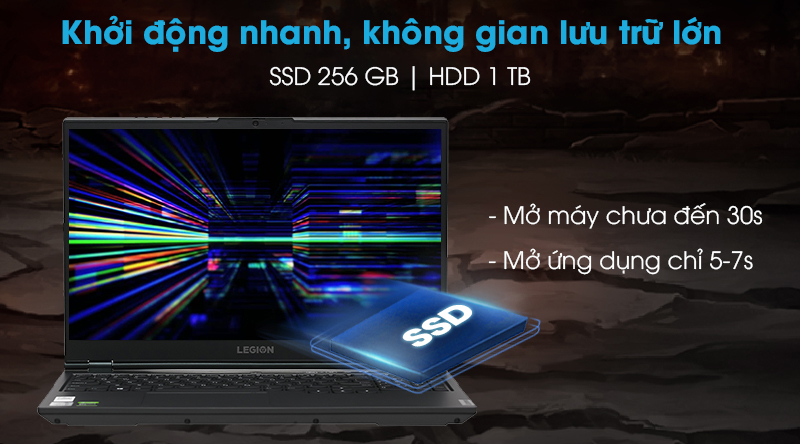 Khởi động nhanh, không gian lưu trữ lớn
SSD 256 GB | HDD 1 TB
- Mở máy chưa đến 30s
- Mở ứng dụng chỉ 5-7s
SSD
LEGION